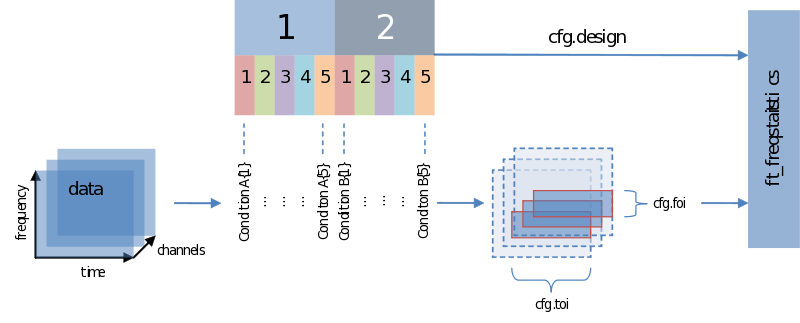 1 2
cfg.design
1 2 3 4 5 1 2 3 4 5
ft_freqstatistics
data
frequency
time
channels
Condition A{1}
... ... ...
Condition A{5}
Condition B{1}
... ... ...
Condition B{5}
cfg.foi
cfg.toi